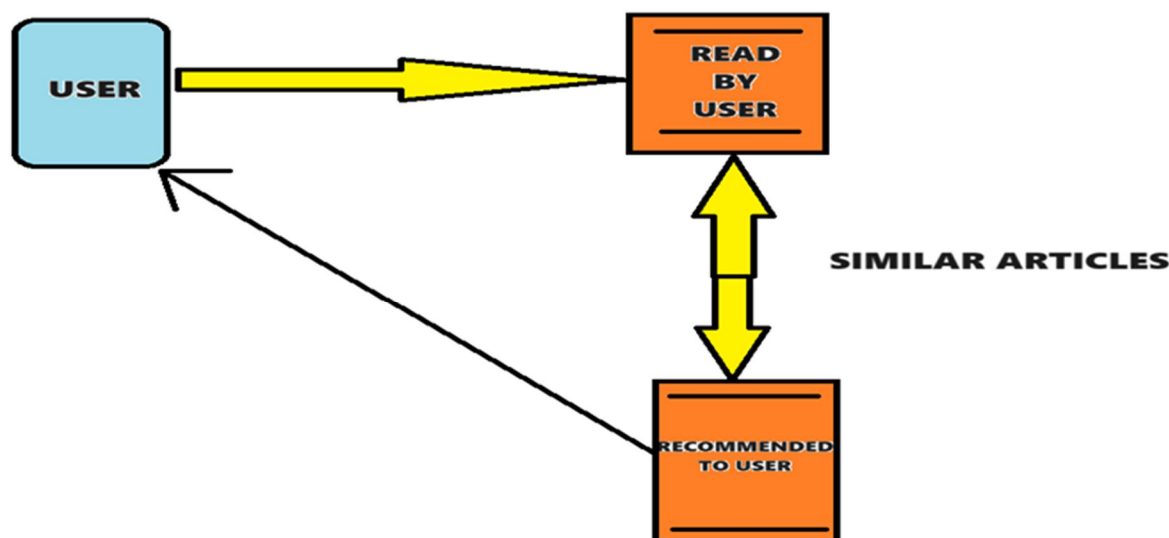 USER
READ
BY
USER
SIMILAR ARTICLES
RECOMMENDED
TO USER